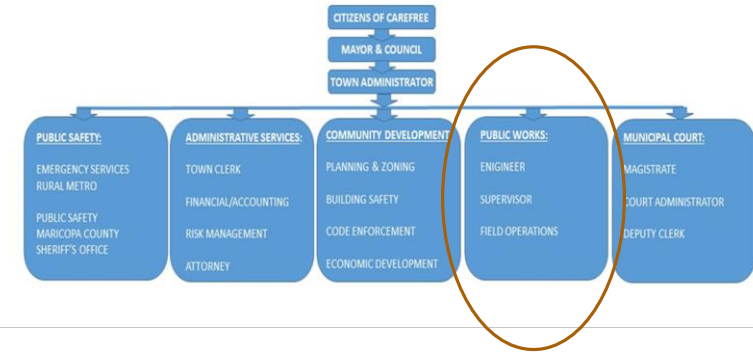 CITIZENS OF CAREFREE
MAYOR & COUNCIL
TOWN ADMINISTRATOR
PUBLIC SAFETY:
EMERGENCY SERVICES
RURAL METRO
PUBLIC SAFETY
MARICOPA COUNTY
SHERIFF'S OFFICE
ADMINISTRATIVE SERVICES:
TOWN CLERK
FINANCIAL/ACCOUNTING
RISK MANAGEMENT
ATTORNEY
COMMUNITY DEVELOPMENT
PLANNING & ZONING
BUILDING SAFETY
CODE ENFORCEMENT
ECONOMIC DEVELOPMENT
PUBLIC WORKS:
ENIGINEER
SUPERVISOR
FIELD OPERATIONS
MUNICIPAL COURT:
MAGISTRATE
COURT ADMINISTRATOR
DEPUTY CLERK